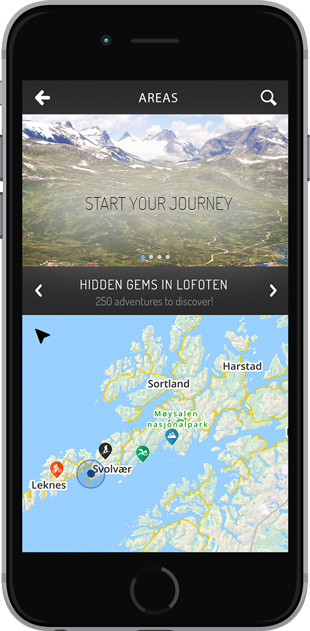 AREAS
START YOUR JOURNEY
HIDDEN GEMS IN LOFOTEN
250 adventures to discover!
Harstad
Sortland
Møysalen
nasjonalpark
Svolvær
Leknes